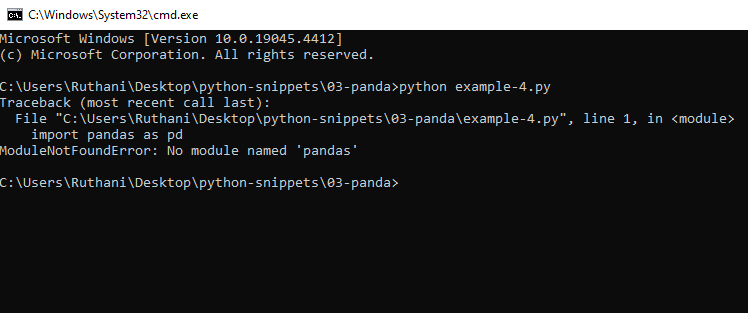 C:\Windows\System32\cmd.exe
Microsoft Windows [Version 10.0.19045.4412]
(c) Microsoft Corporation. All rights reserved.
C:\Users\Ruthani\Desktop\python-snippets\03-panda>python example-4.py
Traceback (most recent call last):
  File "C:\Users\Ruthani\Desktop\python-snippets\03-panda\example-4.py", line 1, in <module>
    import pandas as pd
ModuleNotFoundError: No module named 'pandas'
C:\Users\Ruthani\Desktop\python-snippets\03-panda>